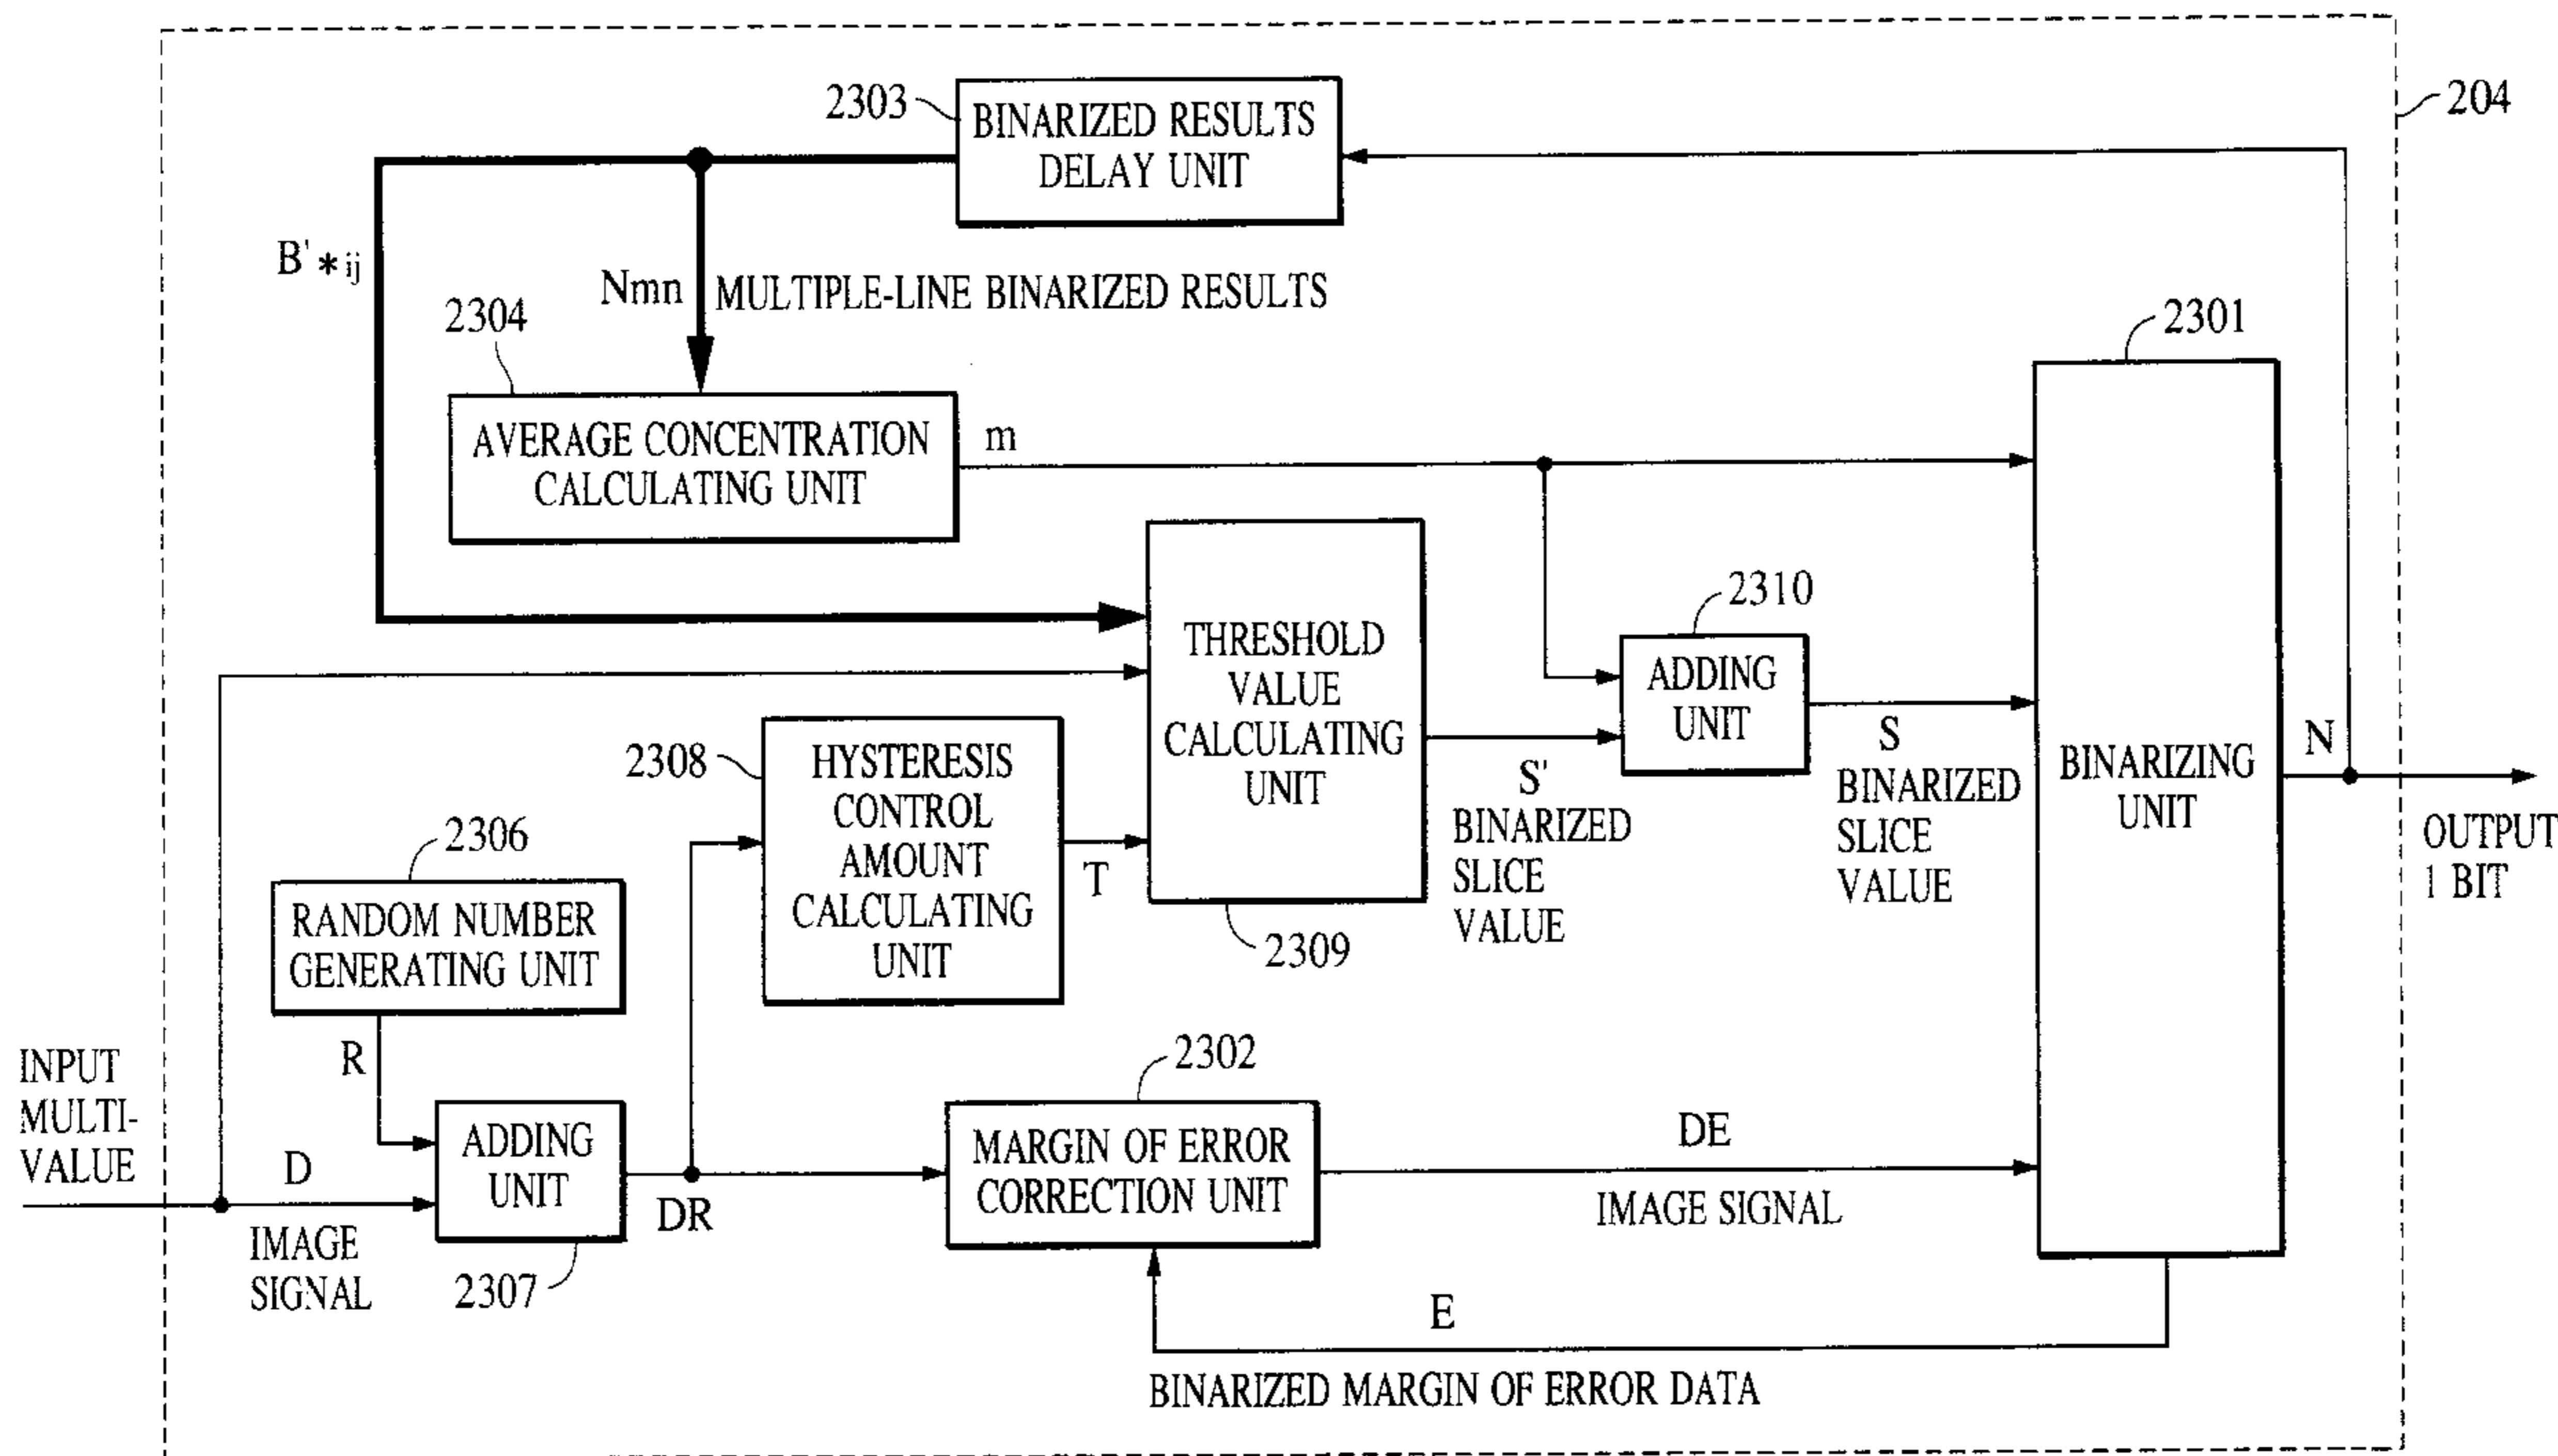 204
2303
BINARIZED RESULTS
DELAY UNIT
B'*ij
Nmn
MULTIPLE-LINE BINARIZED RESULTS
2304
AVERAGE CONCENTRATION
CALCULATING UNIT
m
2301
BINARIZING
UNIT
2310
ADDING
UNIT
THRESHOLD
VALUE
CALCULATING
UNIT
2309
S'
BINARIZED
SLICE
VALUE
S
BINARIZED
SLICE
VALUE
N
OUTPUT
1 BIT
2308
HYSTERESIS
CONTROL
AMOUNT
CALCULATING
UNIT
T
2306
RANDOM NUMBER
GENERATING UNIT
R
INPUT
MULTI-
VALUE
D
IMAGE
SIGNAL
ADDING
UNIT
2307
DR
2302
MARGIN OF ERROR
CORRECTION UNIT
DE
IMAGE SIGNAL
E
BINARIZED MARGIN OF ERROR DATA